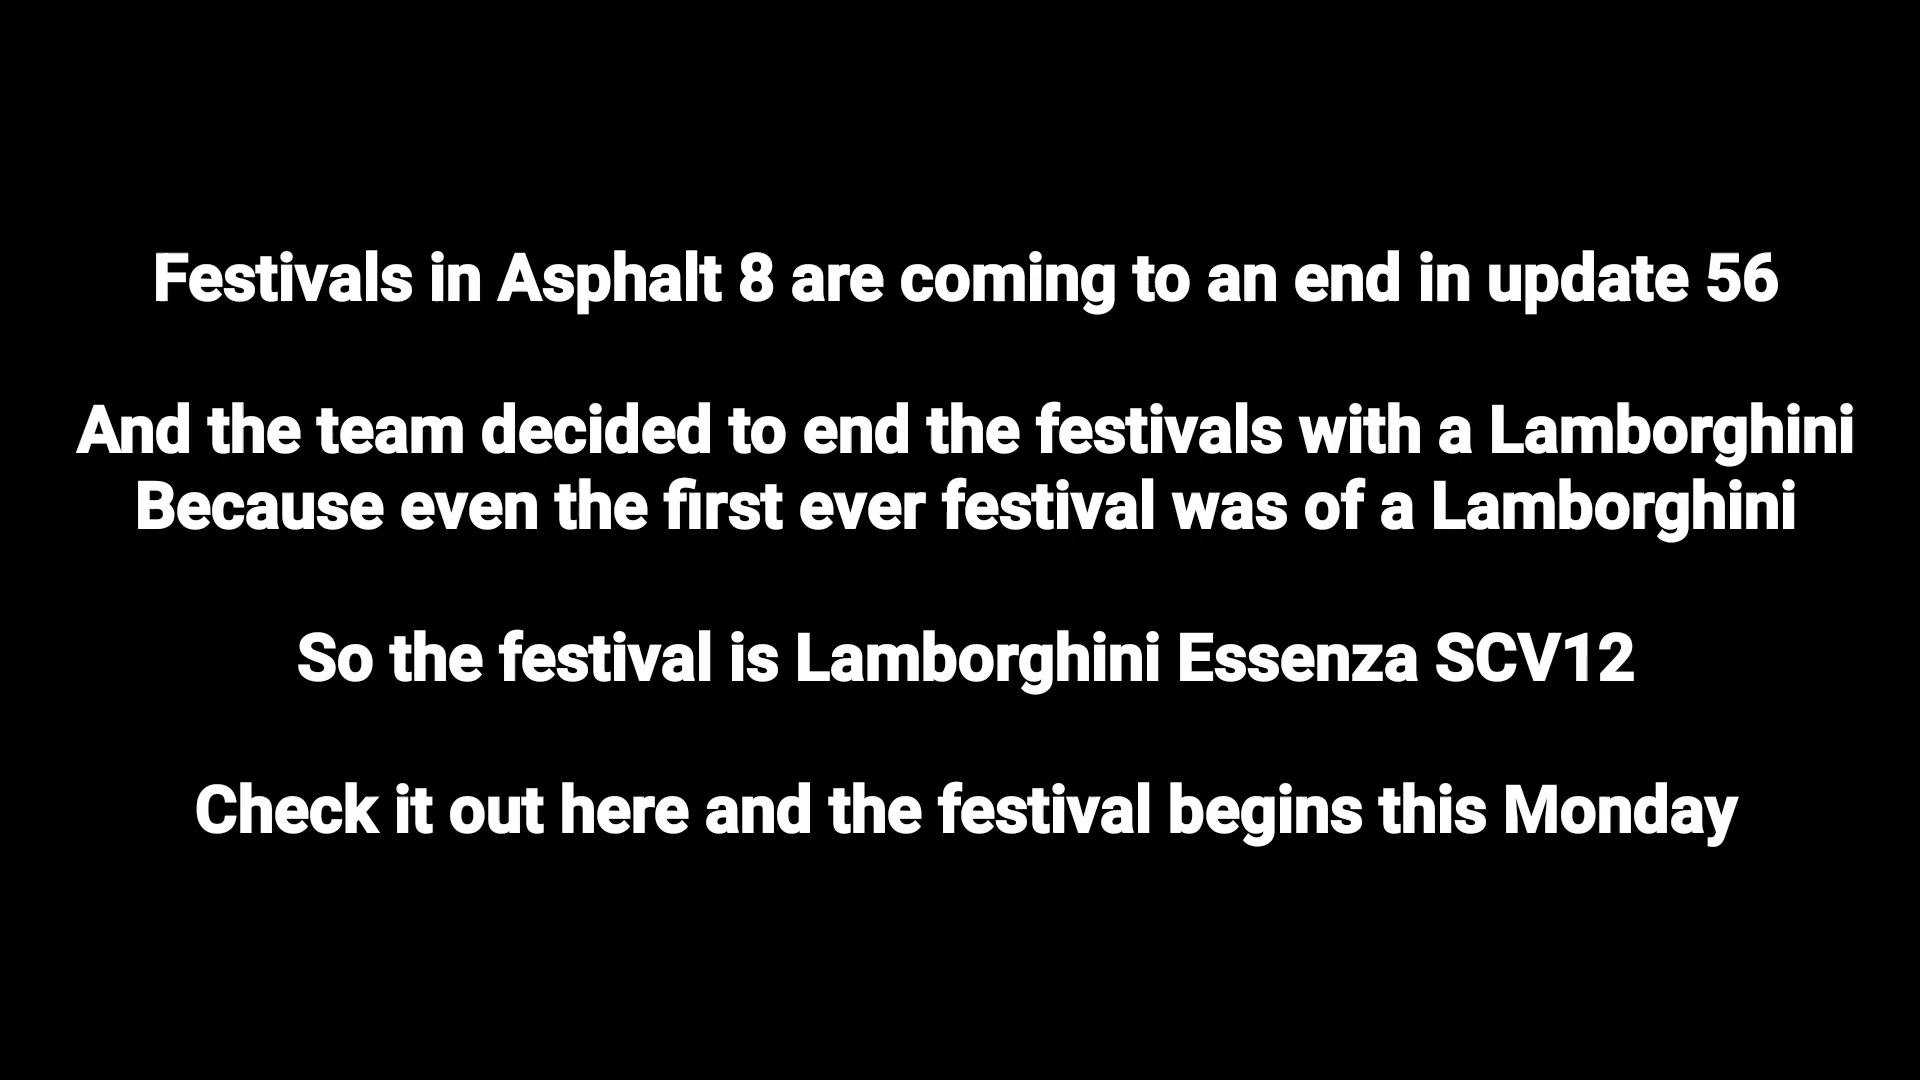 Festivals in Asphalt 8 are coming to an end in update 56
And the team decided to end the festivals with a Lamborghini
Because even the first ever festival was of a Lamborghini
So the festival is Lamborghini Essenza SCV12
Check it out here and the festival begins this Monday